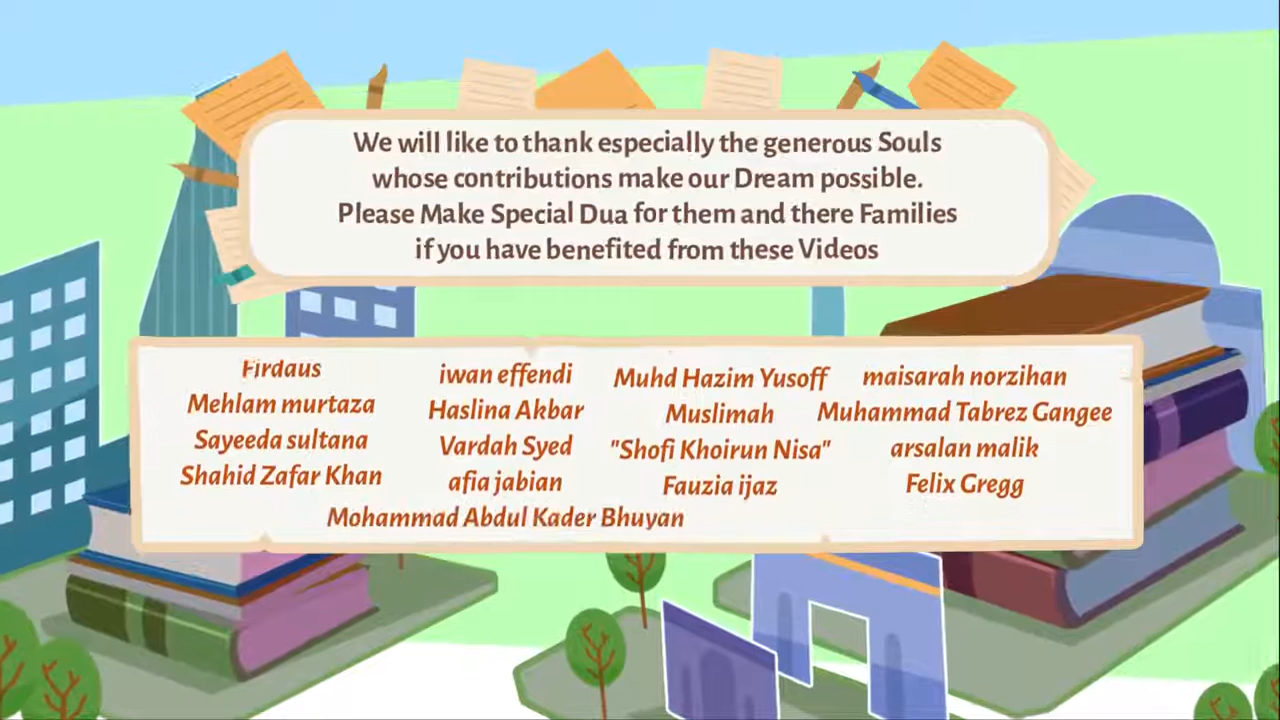 We will like to thank especially the generous Souls
whose contributions make our Dream possible.
Please Make Special Dua for them and there Families
if you have benefited from these Videos
Firdaus
Mehlam murtaza
Sayeeda sultana
Shahid Zafar Khan
iwan effendi
Haslina Akbar
Vardah Syed
afia jabian
Muhd Hazim Yusoff
Muslimah
"Shofi Khoirun Nisa"
Fauzia ijaz
maisarah norzihan
Muhammad Tabrez Gangee
arsalan malik
Felix Gregg
Mohammad Abdul Kader Bhuyan